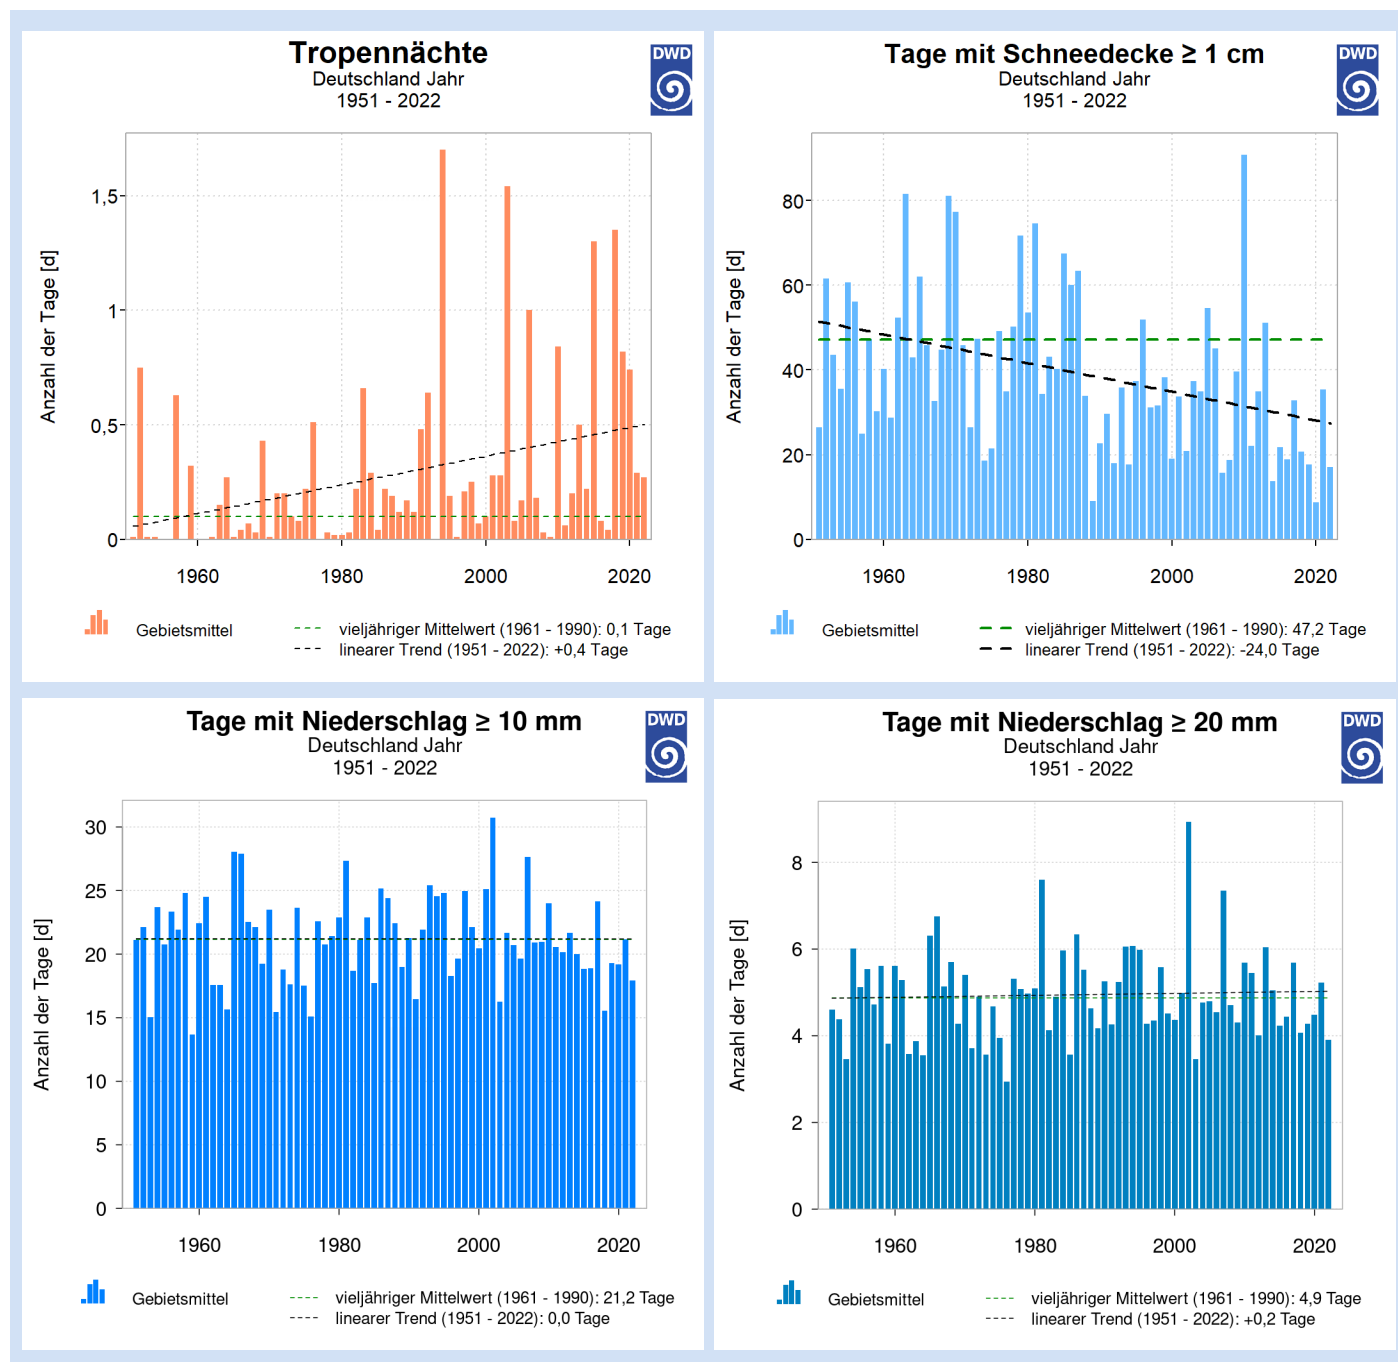 Tropennächte
Deutschland Jahr
1951 - 2022
DWD
Anzahl der Tage [d]
1,5
1
0,5
0
1960 1980 2000 2020
Gebietsmittel
vieljähriger Mittelwert (1961 - 1990): 0,1 Tage
linearer Trend (1951 - 2022): +0,4 Tage
Tage mit Schneedecke ≥ 1 cm
Deutschland Jahr
1951 - 2022
DWD
Anzahl der Tage [d]
80
60
40
20
0
1960 1980 2000 2020
Gebietsmittel
vieljähriger Mittelwert (1961 - 1990): 47,2 Tage
linearer Trend (1951 - 2022): -24,0 Tage
Tage mit Niederschlag ≥ 10 mm
Deutschland Jahr
1951 - 2022
DWD
Anzahl der Tage [d]
30
25
20
15
10
5
0
1960 1980 2000 2020
Gebietsmittel
vieljähriger Mittelwert (1961 - 1990): 21,2 Tage
linearer Trend (1951 - 2022): 0,0 Tage
Tage mit Niederschlag ≥ 20 mm
Deutschland Jahr
1951 - 2022
DWD
Anzahl der Tage [d]
8
6
4
2
0
1960 1980 2000 2020
Gebietsmittel
vieljähriger Mittelwert (1961 - 1990): 4,9 Tage
linearer Trend (1951 - 2022): +0,2 Tage